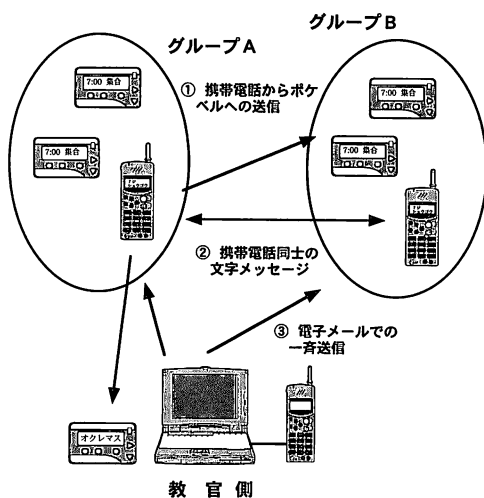 グループA
グループB
7:00 集合
7:00 集合
① 携帯電話からポケ
ベルへの送信
7:00 集合
7:00 集合
② 携帯電話同士の
文字メッセージ
③ 電子メールでの
一斉送信
オクレマス
教官側